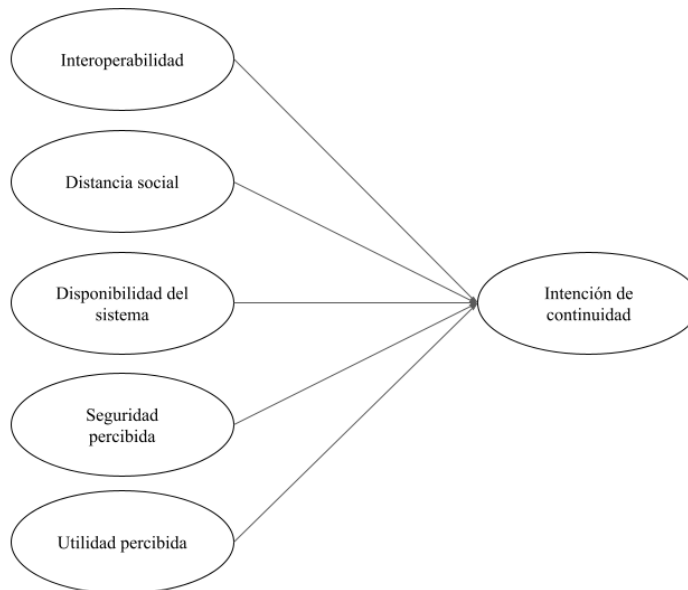 Interoperabilidad
Distancia social
Disponibilidad del
sistema
Intención de
continuidad
Seguridad
percibida
Utilidad percibida